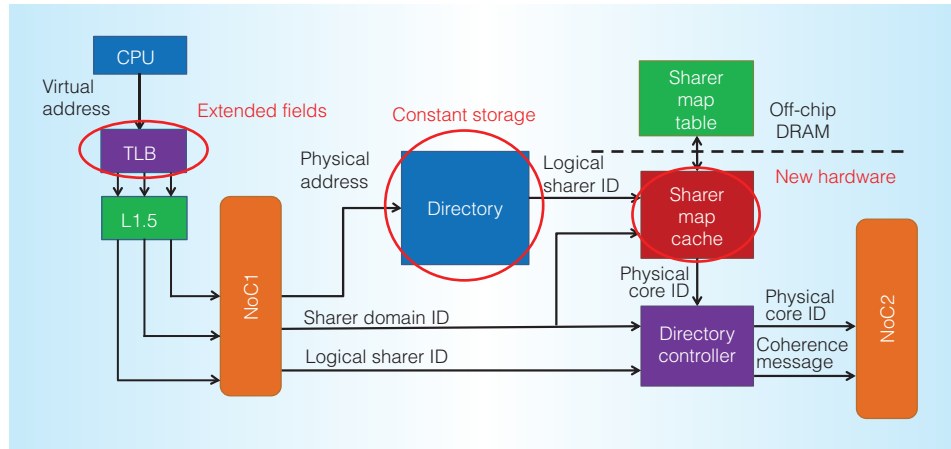 CPU
Virtual
address
Extended fields
TLB
L1.5
NoC1
Physical
address
Constant storage
Directory
Logical
sharer ID
Sharer
map
table
Off-chip
DRAM
New hardware
Sharer
map
cache
Physical
core ID
Sharer domain ID
Logical sharer ID
Directory
controller
Physical
core ID
Coherence
message
NoC2